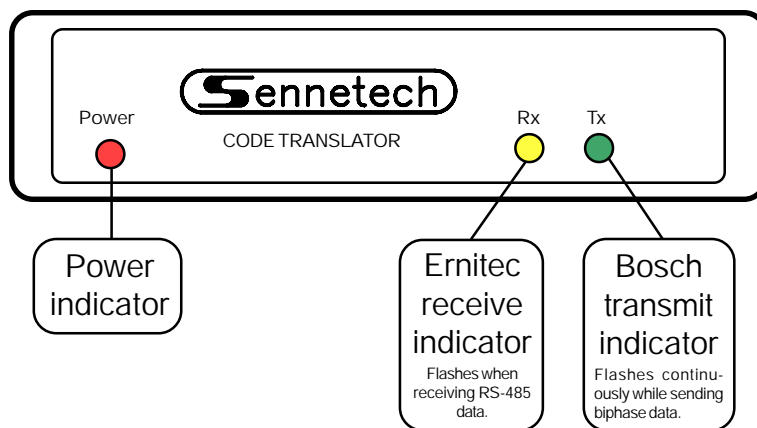 Sennetech
Power
Rx
Tx
CODE TRANSLATOR
Power
indicator
Ernitec
receive
indicator
Flashes when
receiving RS-485
data.
Bosch
transmit
indicator
Flashes continu-
ously while sending
biphase data.